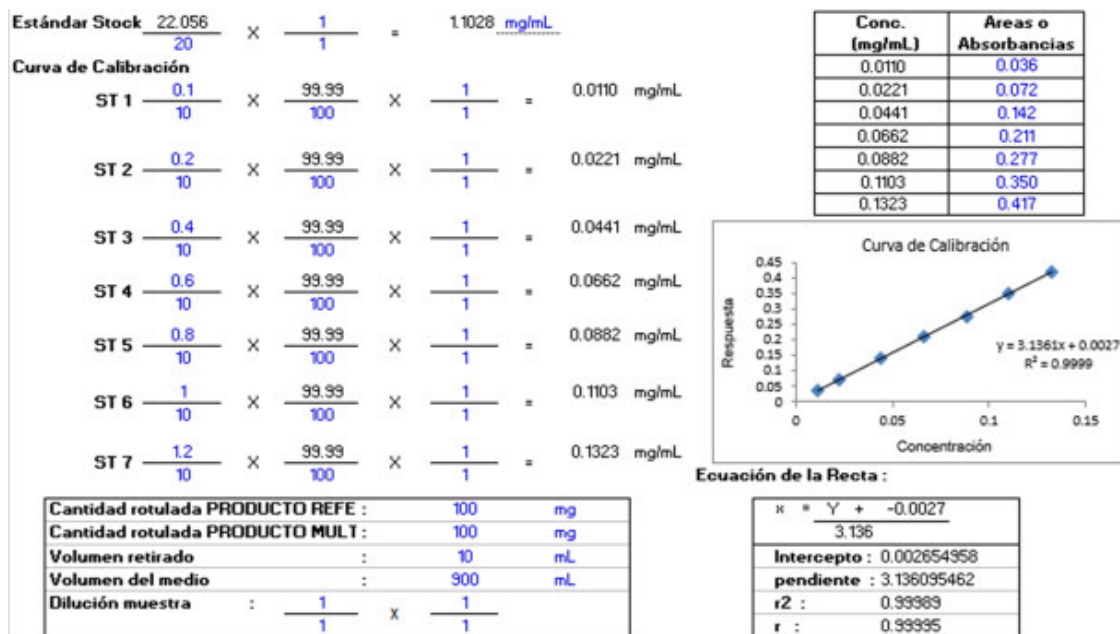 Estándar Stock 22.056 X 1 = 1.1028 mg/mL
20 1
Curva de Calibración
ST 1 0.1 X 99.99 X 1 = 0.0110 mg/mL
10 100 1
ST 2 0.2 X 99.99 X 1 = 0.0221 mg/mL
10 100 1
ST 3 0.4 X 99.99 X 1 = 0.0441 mg/mL
10 100 1
ST 4 0.6 X 99.99 X 1 = 0.0662 mg/mL
10 100 1
ST 5 0.8 X 99.99 X 1 = 0.0882 mg/mL
10 100 1
ST 6 1 X 99.99 X 1 = 0.1103 mg/mL
10 100 1
ST 7 1.2 X 99.99 X 1 = 0.1323 mg/mL
10 100 1
Conc. Areas o
(mg/mL) Absorbancias
0.0110 0.036
0.0221 0.072
0.0441 0.142
0.0662 0.211
0.0882 0.277
0.1103 0.350
0.1323 0.417
Curva de Calibración
0.45
0.4
0.35
0.3
0.25
0.2
0.15
0.1
0.05
0
Respuesta
y = 3.1361x + 0.0027
R² = 0.9999
0 0.05 0.1 0.15
Concentración
Ecuación de la Recta :
Cantidad rotulada PRODUCTO REFE : 100 mg
Cantidad rotulada PRODUCTO MULT : 100 mg
Volumen retirado : 10 mL
Volumen del medio : 900 mL
Dilución muestra : 1 X 1
1 1
x = Y + -0.0027
3.136
Intercepto : 0.002654958
pendiente : 3.136095462
r2 : 0.99989
r : 0.99995